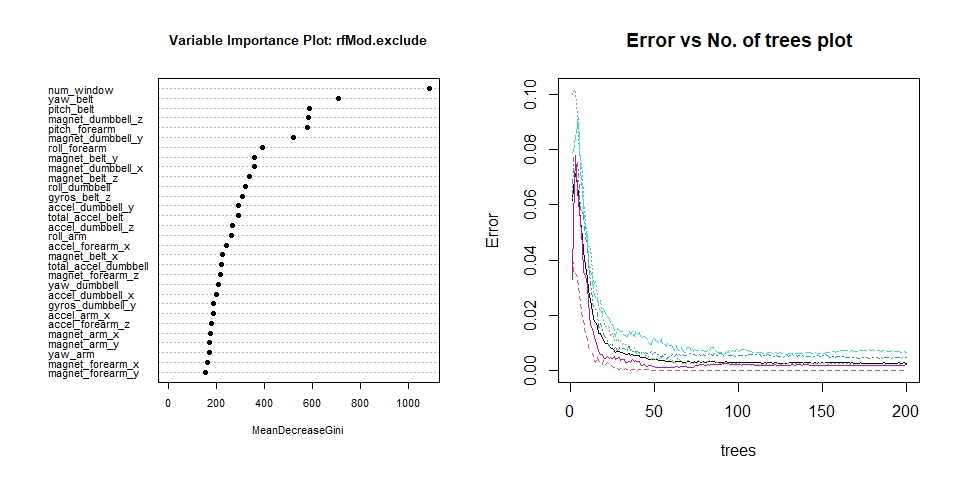 Variable Importance Plot: rfMod.exclude
num_window
yaw_belt
pitch_belt
magnet_dumbbell_z
pitch_forearm
magnet_dumbbell_y
roll_forearm
magnet_belt_y
magnet_dumbbell_x
magnet_belt_z
roll_dumbbell
gyros_belt_z
accel_dumbbell_y
total_accel_belt
accel_dumbbell_z
roll_arm
accel_forearm_x
magnet_belt_x
total_accel_dumbbell
magnet_forearm_z
yaw_dumbbell
accel_dumbbell_x
gyros_dumbbell_y
accel_arm_x
accel_forearm_z
magnet_arm_x
magnet_arm_y
yaw_arm
magnet_forearm_x
magnet_forearm_y
0 200 400 600 800 1000
MeanDecreaseGini
Error vs No. of trees plot
Error
0.10
0.08
0.06
0.04
0.02
0.00
0 50 100 150 200
trees